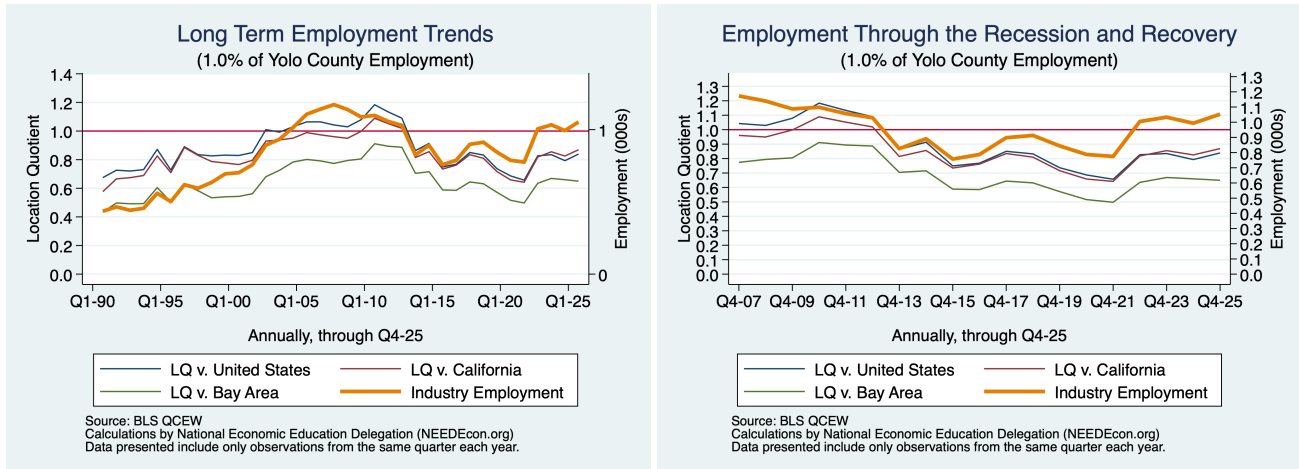 Long Term Employment Trends
(1.0% of Yolo County Employment)
Location Quotient
1.4
1.2
1.0
0.8
0.6
0.4
0.2
0.0
Employment (000s)
1
0
Q1-90 Q1-95 Q1-00 Q1-05 Q1-10 Q1-15 Q1-20 Q1-25
Annually, through Q4-25
LQ v. United States LQ v. California
LQ v. Bay Area Industry Employment
Source: BLS QCEW
Calculations by National Economic Education Delegation (NEEDEcon.org)
Data presented include only observations from the same quarter each year.
Employment Through the Recession and Recovery
(1.0% of Yolo County Employment)
Location Quotient
1.3
1.2
1.1
1.0
0.9
0.8
0.7
0.6
0.5
0.4
0.3
0.2
0.1
0.0
Employment (000s)
1.3
1.2
1.1
1.0
0.9
0.8
0.7
0.6
0.5
0.4
0.3
0.2
0.1
0.0
Q4-07 Q4-09 Q4-11 Q4-13 Q4-15 Q4-17 Q4-19 Q4-21 Q4-23 Q4-25
Annually, through Q4-25
LQ v. United States LQ v. California
LQ v. Bay Area Industry Employment
Source: BLS QCEW
Calculations by National Economic Education Delegation (NEEDEcon.org)
Data presented include only observations from the same quarter each year.